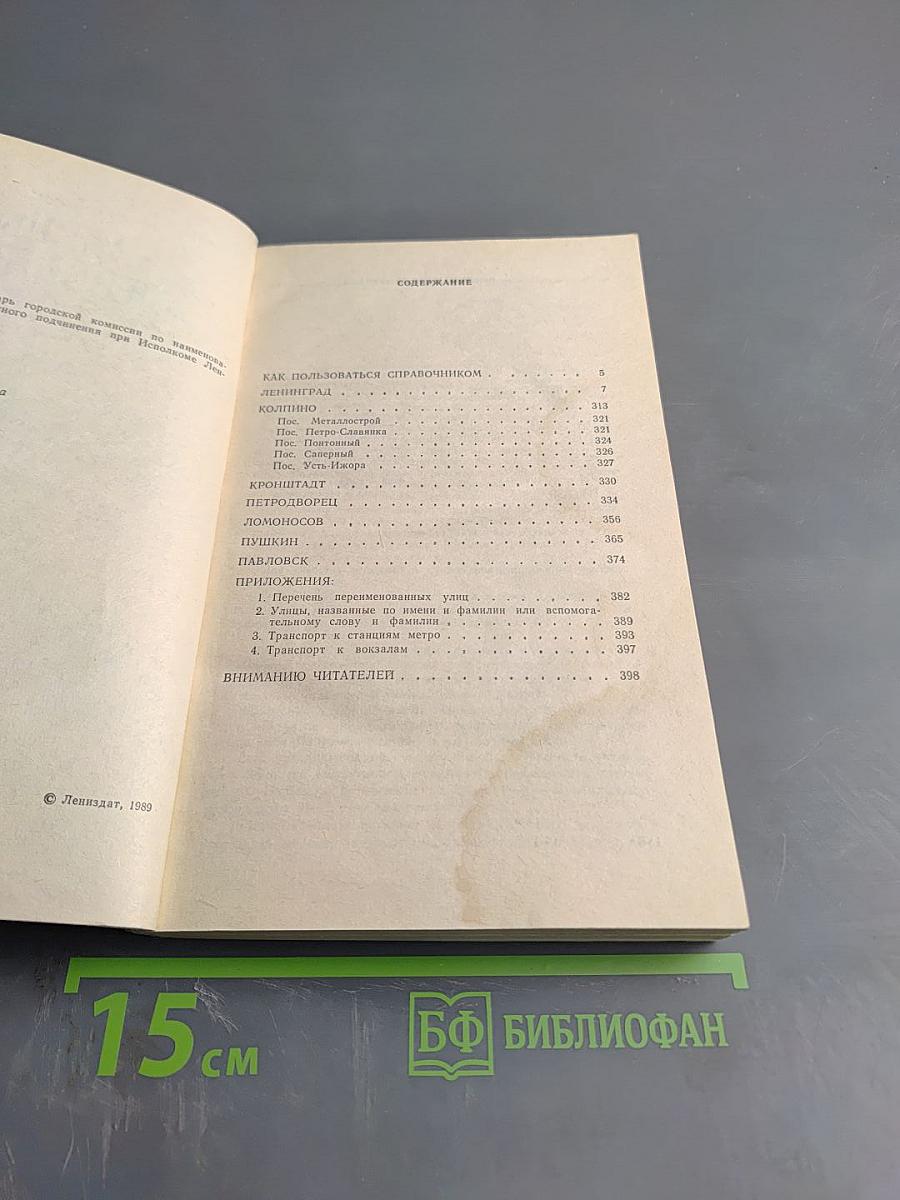 арь городской комиссии по наименова-
тного подчинения при Исполкоме Лен-
а
© Лениздат, 1989
СОДЕРЖАНИЕ
КАК ПОЛЬЗОВАТЬСЯ СПРАВОЧНИКОМ . . . . . . . 5
ЛЕНИНГРАД . . . . . . . . . . . . . . . . 7
КОЛПИНО . . . . . . . . . . . . . . . . 313
Пос. Металлострой . . . . . . . . . . . . . 321
Пос. Петро-Славянка . . . . . . . . . . . . 321
Пос. Понтонный . . . . . . . . . . . . . . 324
Пос. Саперный . . . . . . . . . . . . . . 326
Пос. Усть-Ижора . . . . . . . . . . . . . 327
КРОНШТАДТ . . . . . . . . . . . . . . . 330
ПЕТРОДВОРЕЦ . . . . . . . . . . . . . . 334
ЛОМОНОСОВ . . . . . . . . . . . . . . . 356
ПУШКИН . . . . . . . . . . . . . . . . 365
ПАВЛОВСК . . . . . . . . . . . . . . . 374
ПРИЛОЖЕНИЯ:
1. Перечень переименованных улиц . . . . . . . . 382
2. Улицы, названные по имени и фамилии или вспомога-
тельному слову и фамилии . . . . . . . . . . 389
3. Транспорт к станциям метро . . . . . . . . . . 393
4. Транспорт к вокзалам . . . . . . . . . . . . 397
ВНИМАНИЮ ЧИТАТЕЛЕЙ . . . . . . . . . . . . 398
15 см
БФ БИБЛИОФАН